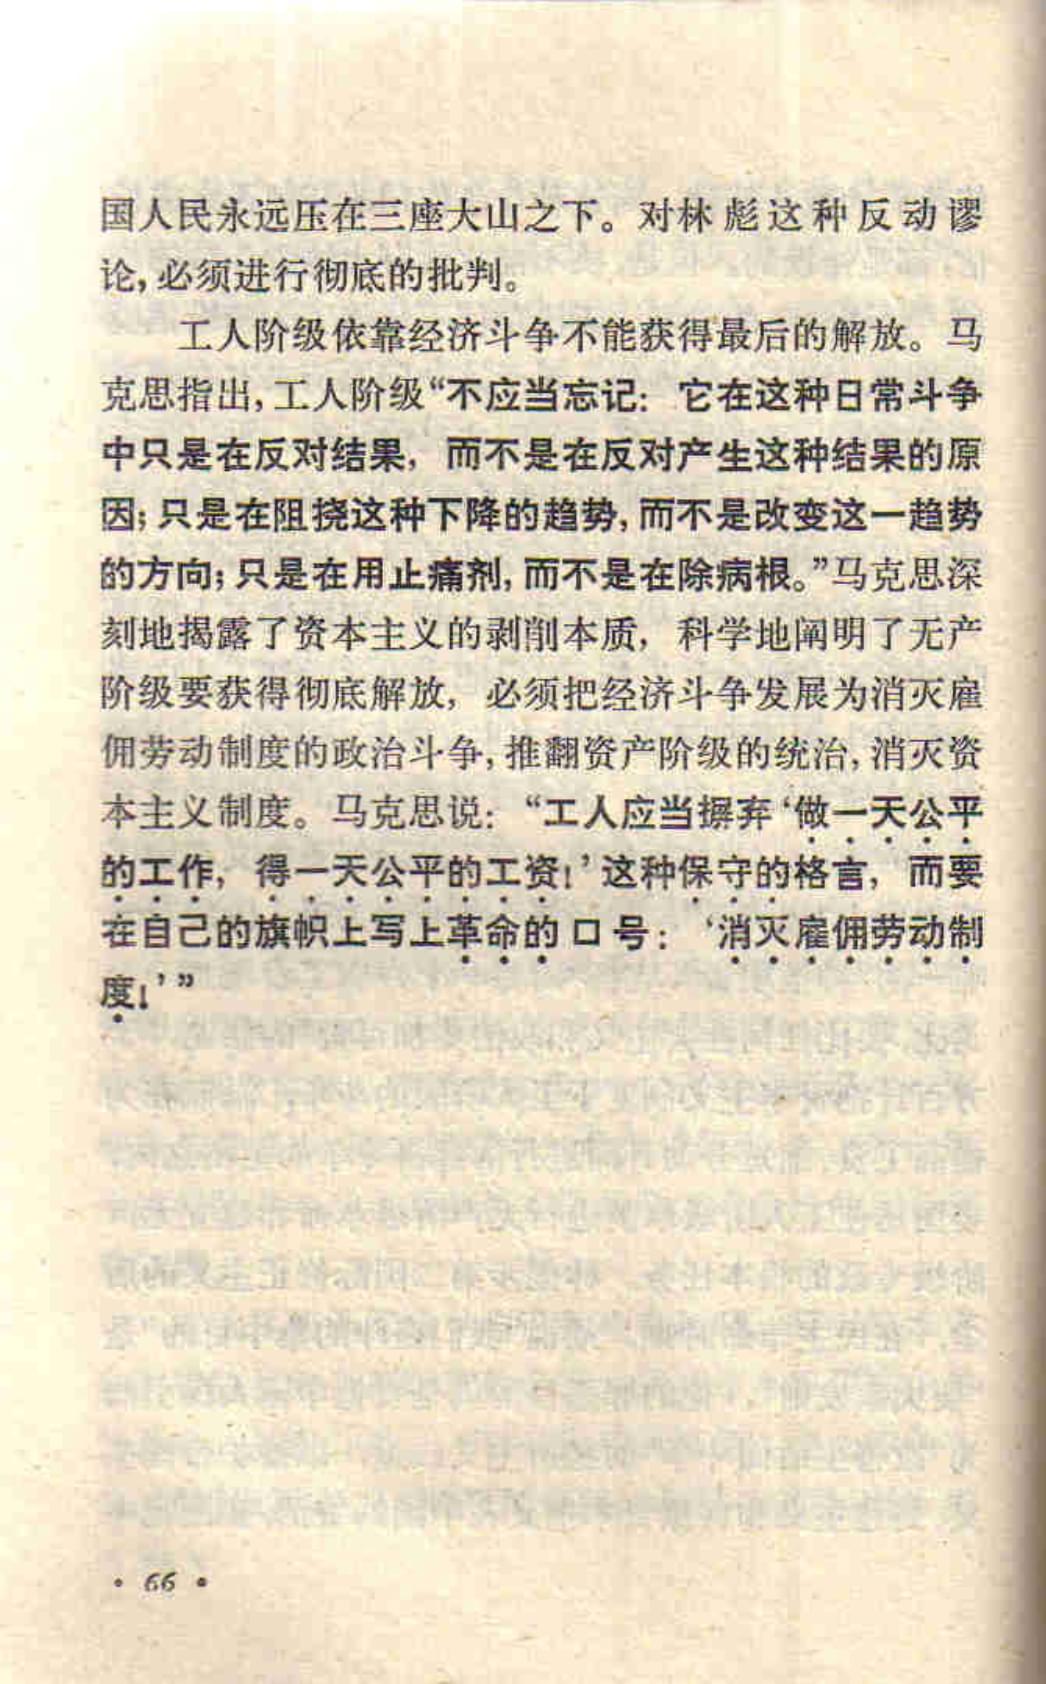 国人民永远压在三座大山之下。对林彪这种反动谬
论,必须进行彻底的批判。
工人阶级依靠经济斗争不能获得最后的解放。马
克思指出,工人阶级“不应当忘记：它在这种日常斗争
中只是在反对结果，而不是在反对产生这种结果的原
因;只是在阻挠这种下降的趋势,而不是改变这一趋势
的方向;只是在用止痛剂,而不是在除病根。”马克思深
刻地揭露了资本主义的剥削本质，科学地阐明了无产
阶级要获得彻底解放，必须把经济斗争发展为消灭雇
佣劳动制度的政治斗争,推翻资产阶级的统治,消灭资
本主义制度。马克思说：“工人应当摒弃‘做一天公平
的工作，得一天公平的工资!’这种保守的格言，而要
在自己的旗帜上写上革命的口号：‘消灭雇佣劳动制
度!’”
• 66 •